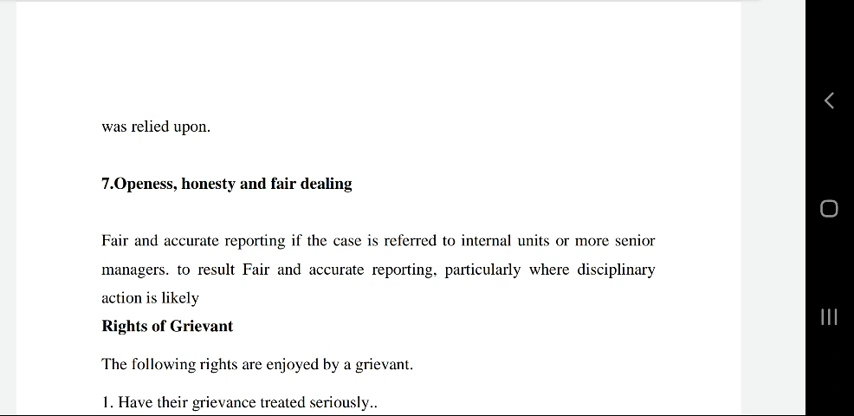 was relied upon.
7.Openess, honesty and fair dealing
Fair and accurate reporting if the case is referred to internal units or more senior
managers. to result Fair and accurate reporting, particularly where disciplinary
action is likely
Rights of Grievant
The following rights are enjoyed by a grievant.
1. Have their grievance treated seriously..